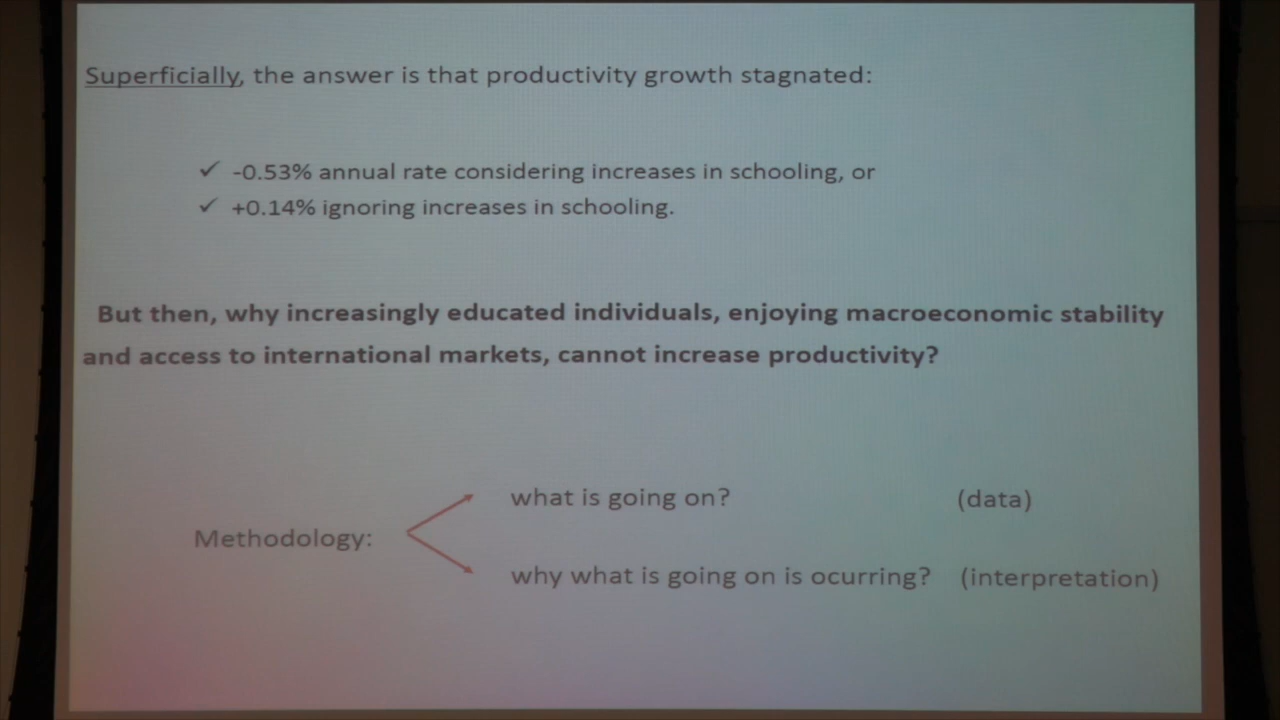 Superficially, the answer is that productivity growth stagnated:
✓ -0.53% annual rate considering increases in schooling, or
✓ +0.14% ignoring increases in schooling.
But then, why increasingly educated individuals, enjoying macroeconomic stability
and access to international markets, cannot increase productivity?
Methodology:
what is going on? (data)
why what is going on is ocurring? (interpretation)